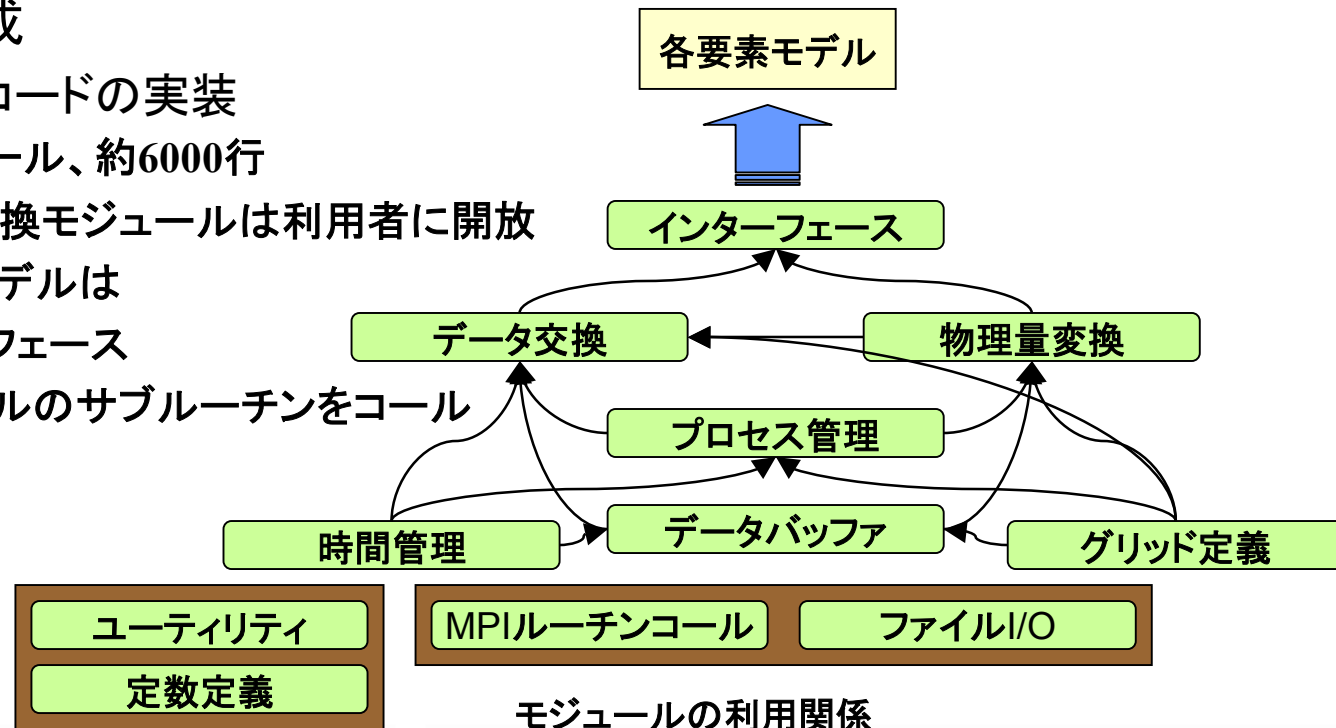 成
コードの実装
ール、約6000行
換モジュールは利用者に開放
デルは
フェース
ルのサブルーチンをコール
各要素モデル
インターフェース
データ交換
物理量変換
プロセス管理
時間管理
データバッファ
グリッド定義
ユーティリティ
定数定義
MPIルーチンコール
ファイルI/O
モジュールの利用関係